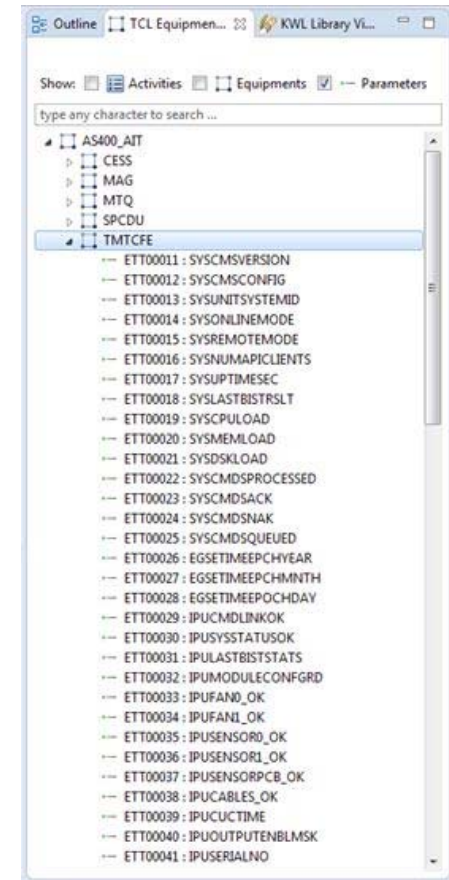 Outline TCL Equipmen... KWL Library Vi...
Show: Activities Equipments Parameters
type any character to search ...
AS400_AIT
CESS
MAG
MTQ
SPCDU
TMTCFE
ETT00011 : SYSCMSVERSION
ETT00012 : SYSCMSCONFIG
ETT00013 : SYSUNITSYSTEMID
ETT00014 : SYSONLINEMODE
ETT00015 : SYSREMOTEMODE
ETT00016 : SYSNUMAPICLIENTS
ETT00017 : SYSUPTIMESEC
ETT00018 : SYSLASTBISTRSLT
ETT00019 : SYSCPULOAD
ETT00020 : SYSMEMLOAD
ETT00021 : SYSDSKLOAD
ETT00022 : SYSCMDSPROCESSED
ETT00023 : SYSCMDSACK
ETT00024 : SYSCMDSNAK
ETT00025 : SYSCMDSQUEUED
ETT00026 : EGSETIMEEPCHYEAR
ETT00027 : EGSETIMEEPCHMNTH
ETT00028 : EGSETIMEEPOCHDAY
ETT00029 : IPUCMDLINKOK
ETT00030 : IPUSYSSTATUSOK
ETT00031 : IPULASTBISTSTATS
ETT00032 : IPUMODULECONFGRD
ETT00033 : IPUFAN0_OK
ETT00034 : IPUFAN1_OK
ETT00035 : IPUSENSOR0_OK
ETT00036 : IPUSENSOR1_OK
ETT00037 : IPUSENSORPCB_OK
ETT00038 : IPUCABLES_OK
ETT00039 : IPUCUCTIME
ETT00040 : IPUOUTPUTENBLMSK
ETT00041 : IPUSERIALNO